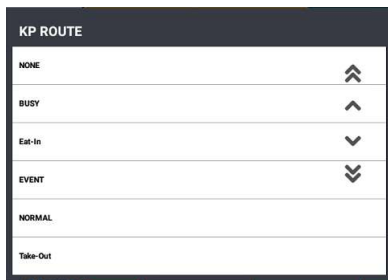 KP ROUTE
NONE
BUSY
Eat-In
EVENT
NORMAL
Take-Out